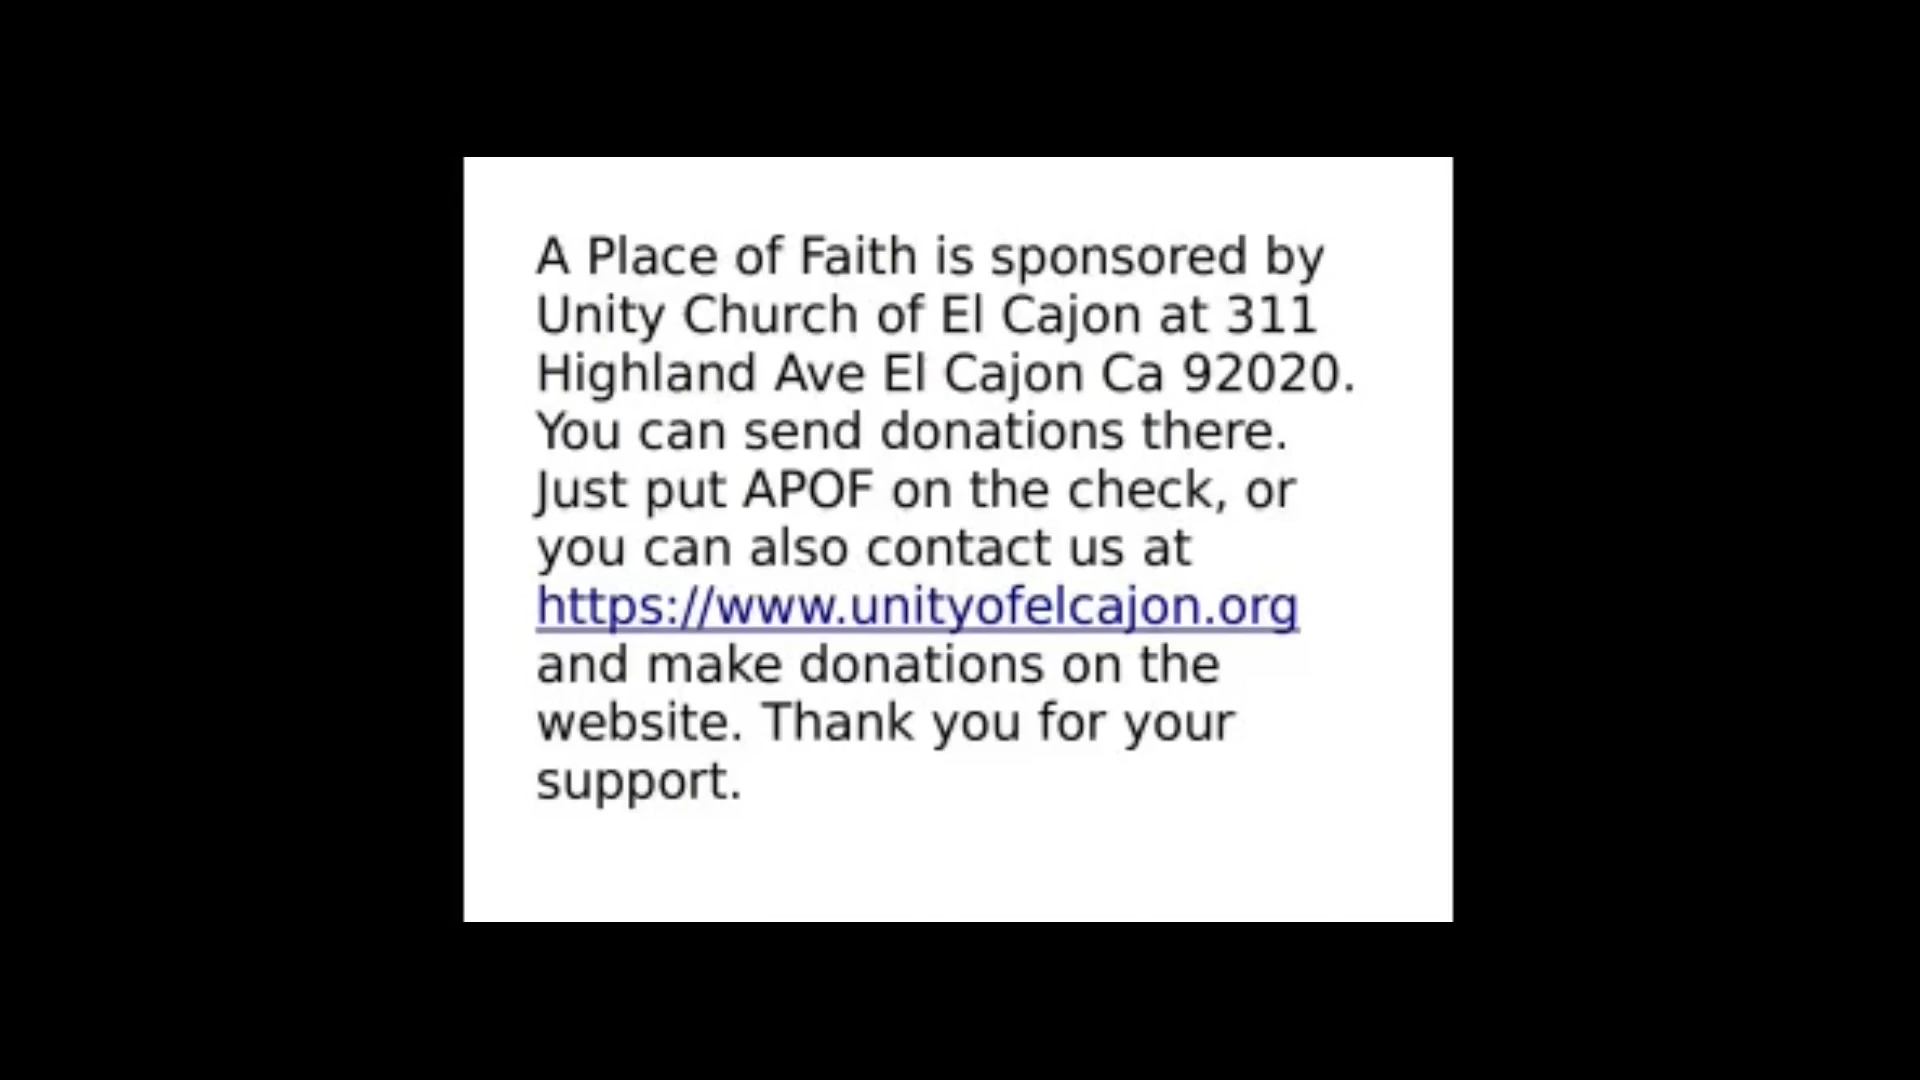 A Place of Faith is sponsored by
Unity Church of El Cajon at 311
Highland Ave El Cajon Ca 92020.
You can send donations there.
Just put APOF on the check, or
you can also contact us at
https://www.unityofelcajon.org
and make donations on the
website. Thank you for your
support.